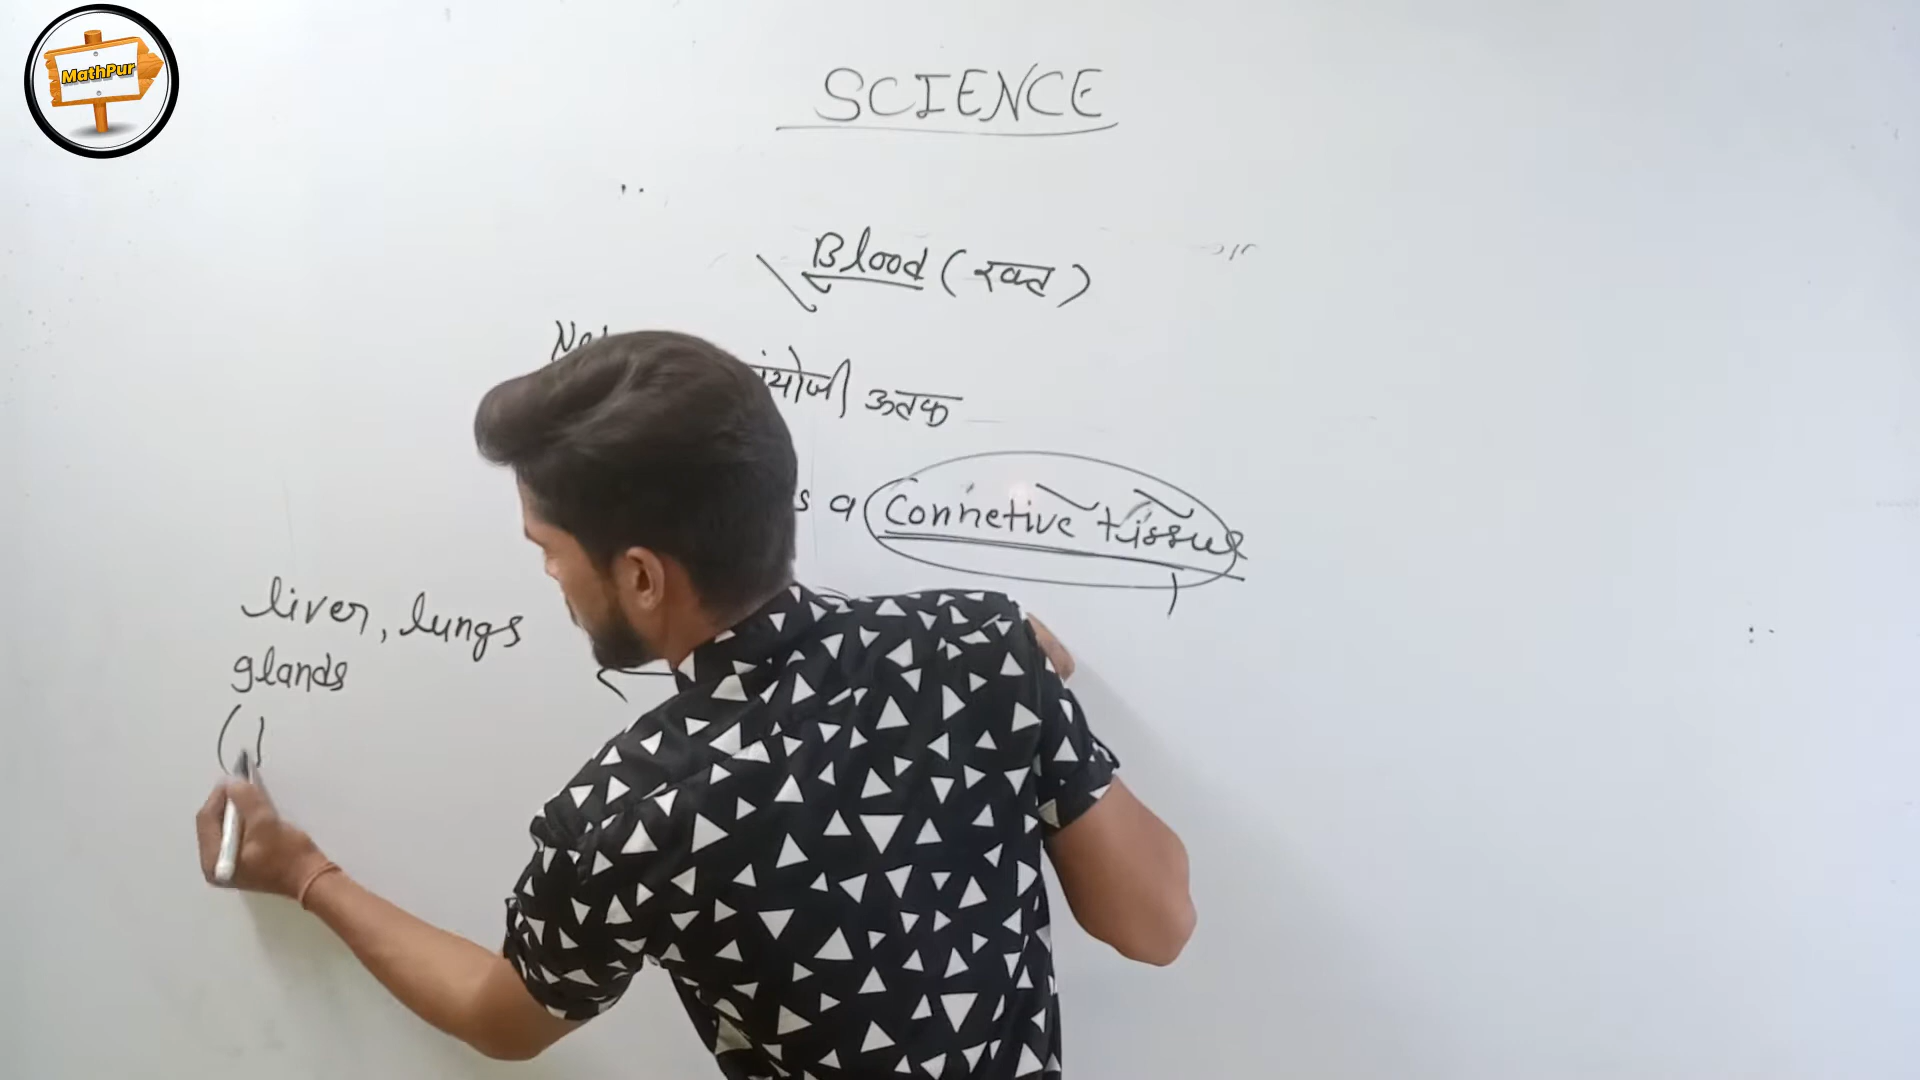 MathPur
SCIENCE
Blood (रक्त)
संयोजी ऊतक
s a Connetive tissue
liver, lungs
glands
()